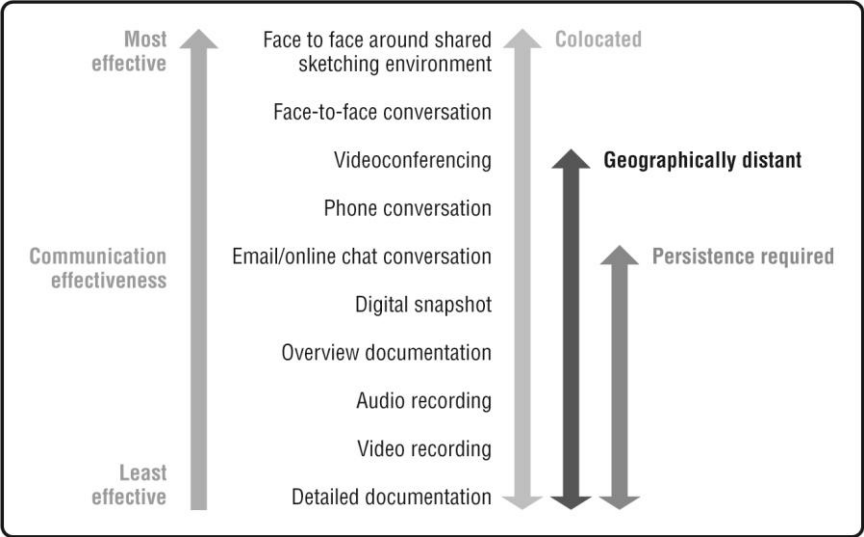 Most
effective
Face to face around shared
sketching environment
Colocated
Face-to-face conversation
Videoconferencing
Geographically distant
Phone conversation
Communication
effectiveness
Email/online chat conversation
Persistence required
Digital snapshot
Overview documentation
Audio recording
Video recording
Least
effective
Detailed documentation